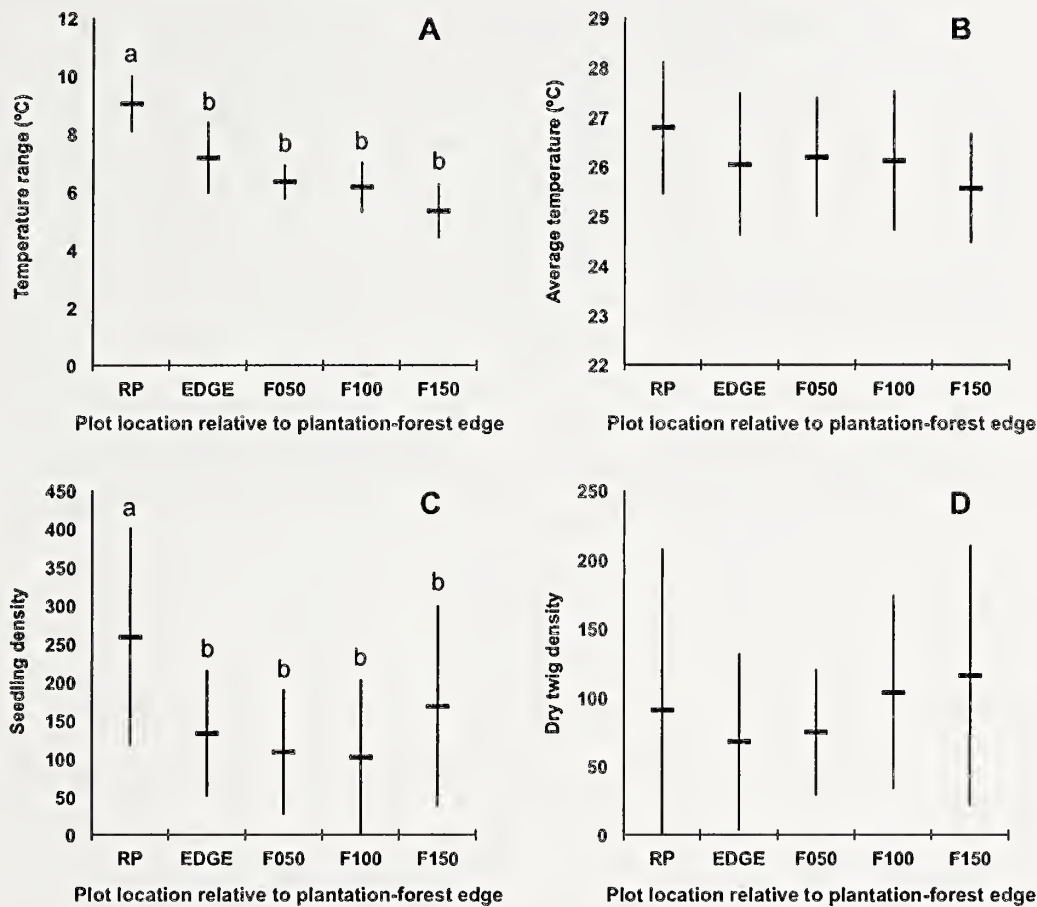 A
Temperature range (°C)
12
10
8
6
4
2
0
a
b
b
b
b
RP EDGE F050 F100 F150
Plot location relative to plantation-forest edge
B
Average temperature (°C)
29
28
27
26
25
24
23
22
RP EDGE F050 F100 F150
Plot location relative to plantation-forest edge
C
Seedling density
450
400
350
300
250
200
150
100
50
0
a
b
b
b
b
RP EDGE F050 F100 F150
Plot location relative to plantation-forest edge
D
Dry twig density
250
200
150
100
50
0
RP EDGE F050 F100 F150
Plot location relative to plantation-forest edge